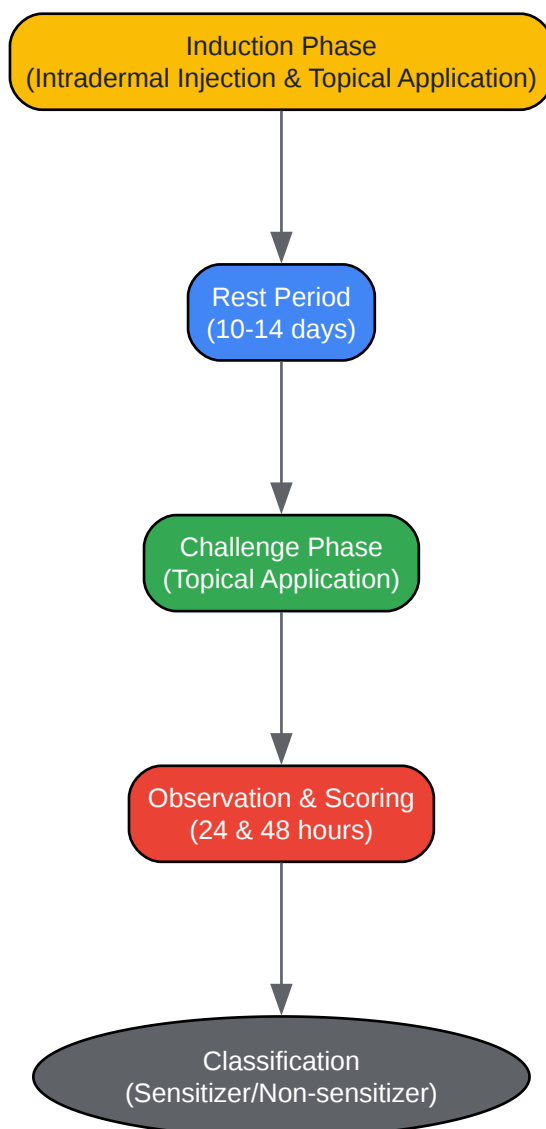 Induction Phase
(Intradermal Injection & Topical Application)
Rest Period
(10-14 days)
Challenge Phase
(Topical Application)
Observation & Scoring
(24 & 48 hours)
Classification
(Sensitizer/Non-sensitizer)